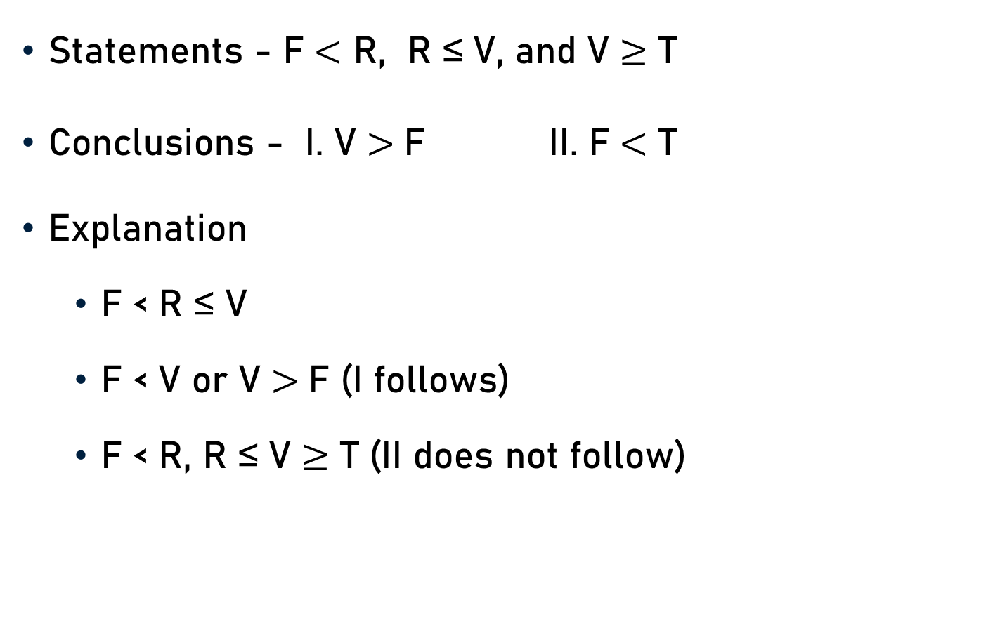 • Statements - F < R, R ≤ V, and V ≥ T
• Conclusions - I. V > F II. F < T
• Explanation
• F < R ≤ V
• F < V or V > F (I follows)
• F < R, R ≤ V ≥ T (II does not follow)